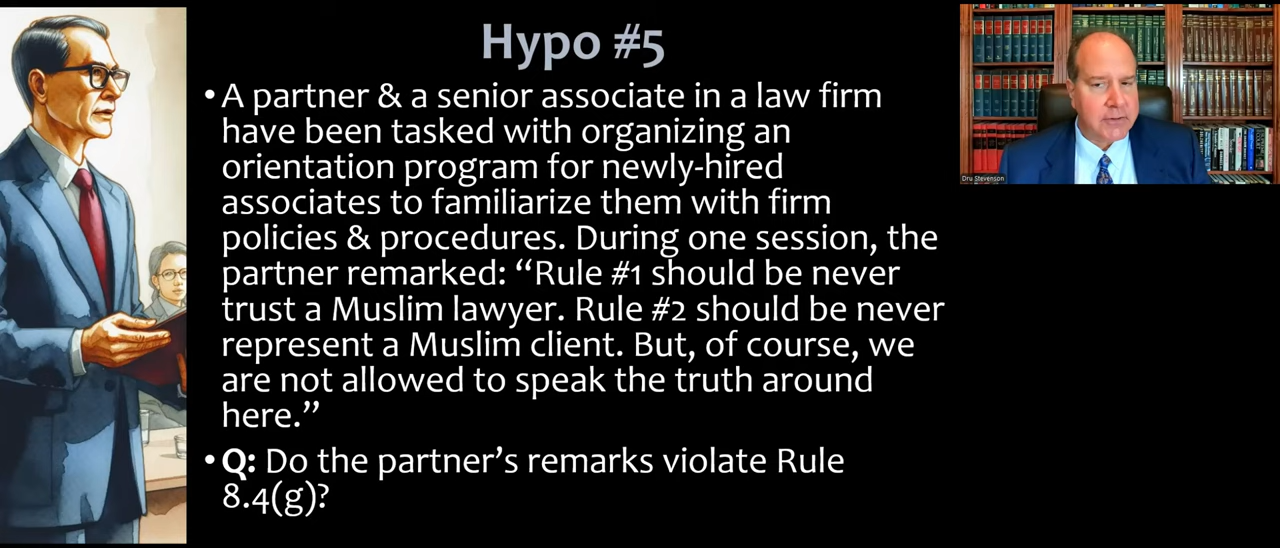 Hypo #5
• A partner & a senior associate in a law firm
have been tasked with organizing an
orientation program for newly-hired
associates to familiarize them with firm
policies & procedures. During one session, the
partner remarked: “Rule #1 should be never
trust a Muslim lawyer. Rule #2 should be never
represent a Muslim client. But, of course, we
are not allowed to speak the truth around
here.”
• Q: Do the partner’s remarks violate Rule
8.4(g)?
Dru Stevenson